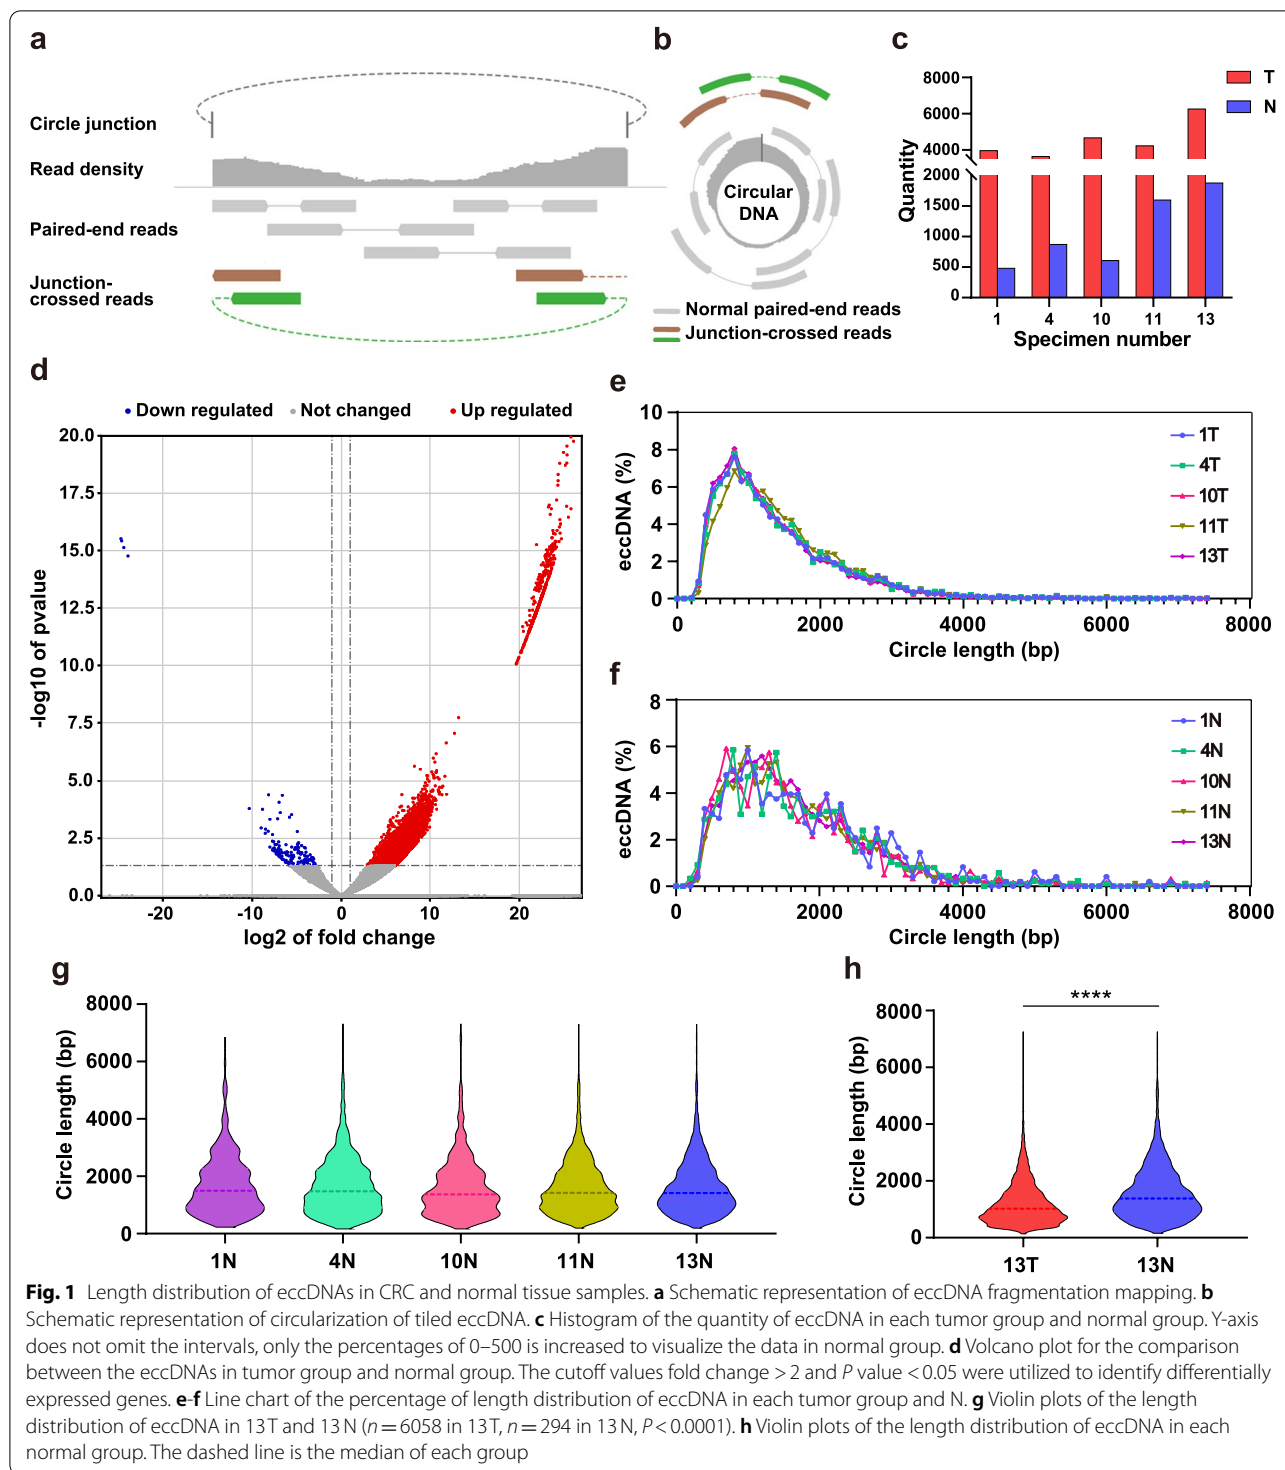 a
Circle junction
Read density
Paired-end reads
Junction-
crossed reads
b
Circular
DNA
Normal paired-end reads
Junction-crossed reads
c
8000
6000
4000
2000
1500
1000
500
0
Quantity
1 4 10 11 13
Specimen number
T
N
d
Down regulated Not changed Up regulated
20.0
17.5
15.0
12.5
10.0
7.5
5.0
2.5
0.0
-log10 of pvalue
-20 -10 0 10 20
log2 of fold change
e
10
8
6
4
2
0
eccDNA (%)
0 2000 4000 6000 8000
Circle length (bp)
1T
4T
10T
11T
13T
f
8
6
4
2
0
eccDNA (%)
0 2000 4000 6000 8000
Circle length (bp)
1N
4N
10N
11N
13N
g
8000
6000
4000
2000
0
Circle length (bp)
1N 4N 10N 11N 13N
h
****
8000
6000
4000
2000
0
Circle length (bp)
13T 13N
Fig. 1 Length distribution of eccDNAs in CRC and normal tissue samples. a Schematic representation of eccDNA fragmentation mapping. b
Schematic representation of circularization of tiled eccDNA. c Histogram of the quantity of eccDNA in each tumor group and normal group. Y-axis
does not omit the intervals, only the percentages of 0–500 is increased to visualize the data in normal group. d Volcano plot for the comparison
between the eccDNAs in tumor group and normal group. The cutoff values fold change > 2 and P value < 0.05 were utilized to identify differentially
expressed genes. e-f Line chart of the percentage of length distribution of eccDNA in each tumor group and N. g Violin plots of the length
distribution of eccDNA in 13T and 13 N (n = 6058 in 13T, n = 294 in 13 N, P < 0.0001). h Violin plots of the length distribution of eccDNA in each
normal group. The dashed line is the median of each group